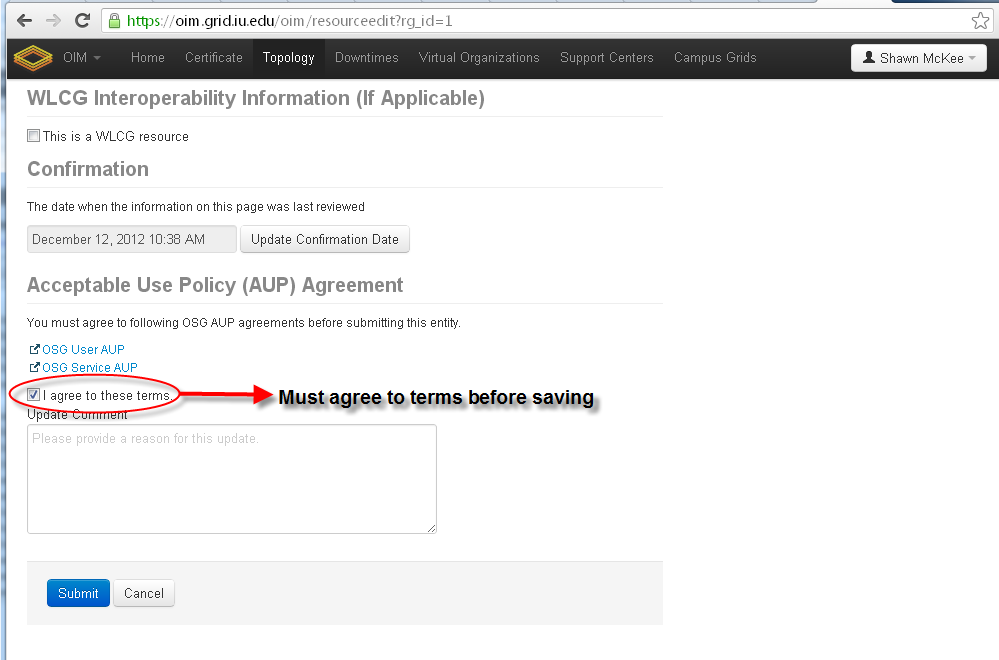 https://oim.grid.iu.edu/oim/resourceedit?rg_id=1
OIM Home Certificate Topology Downtimes Virtual Organizations Support Centers Campus Grids Shawn McKee
WLCG Interoperability Information (If Applicable)
This is a WLCG resource
Confirmation
The date when the information on this page was last reviewed
December 12, 2012 10:38 AM Update Confirmation Date
Acceptable Use Policy (AUP) Agreement
You must agree to following OSG AUP agreements before submitting this entity.
OSG User AUP
OSG Service AUP
I agree to these terms. Must agree to terms before saving
Update Comment
Please provide a reason for this update.
Submit Cancel